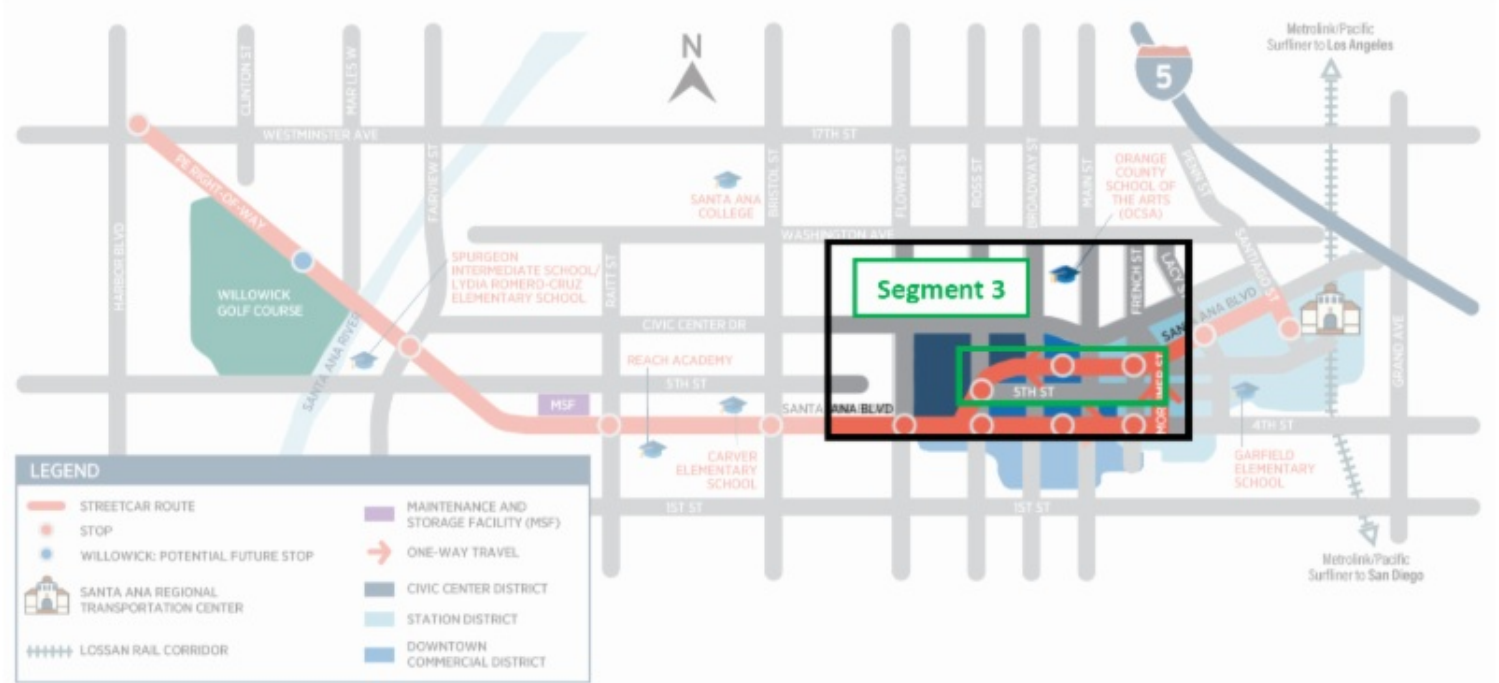 Metrolink/Pacific
Surfliner to Los Angeles
N
5
CLINTON ST
WESTMINSTER AVE
17TH ST
FAIRVIEW ST
BRISTOL ST
FLOWER ST
ROSS ST
BROADWAY ST
MAIN ST
PENN ST
ORANGE
COUNTY
SCHOOL OF
THE ARTS
(OCSA)
PE RIGHT-OF-WAY
SANTA ANA
COLLEGE
HARBOR BLVD
WASHINGTON AVE
SANTIAGO ST
SPURGEON
INTERMEDIATE SCHOOL/
LYDIA ROMERO-CRUZ
ELEMENTARY SCHOOL
RAITT ST
FRENCH ST
LACY ST
Segment 3
WILLOWICK
GOLF COURSE
SANTA ANA RIVER
CIVIC CENTER DR
SANTA ANA BLVD
GRAND AVE
REACH ACADEMY
5TH ST
5TH ST
MSF
SANTA ANA BLVD
4TH ST
CARVER
ELEMENTARY
SCHOOL
GARFIELD
ELEMENTARY
SCHOOL
1ST ST
1ST ST
Metrolink/Pacific
Surfliner to San Diego
LEGEND
STREETCAR ROUTE
STOP
WILLOWICK: POTENTIAL FUTURE STOP
SANTA ANA REGIONAL
TRANSPORTATION CENTER
LOSSAN RAIL CORRIDOR
MAINTENANCE AND
STORAGE FACILITY (MSF)
ONE-WAY TRAVEL
CIVIC CENTER DISTRICT
STATION DISTRICT
DOWNTOWN
COMMERCIAL DISTRICT